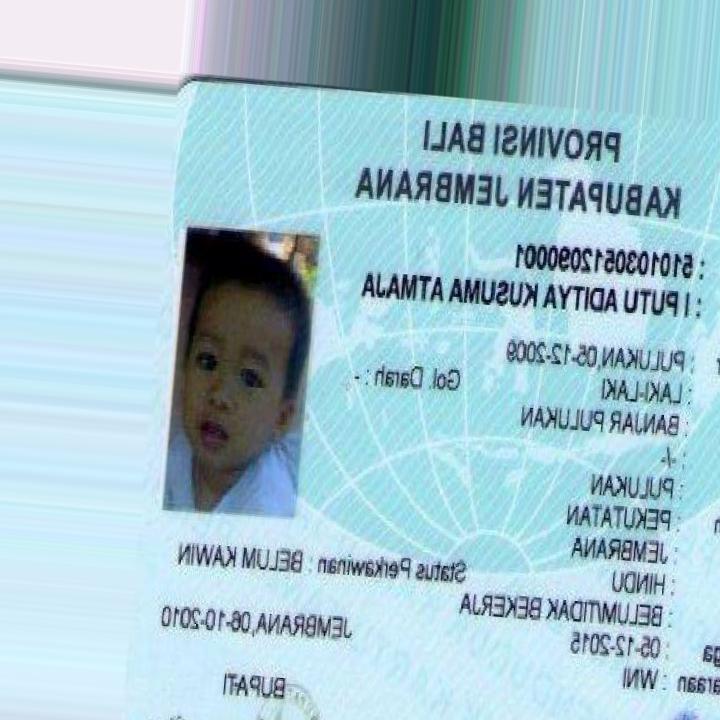 PROVINSI BALI
KABUPATEN JEMBRANA
: 5101030512090001
: I PUTU ADITYA KUSUMA ATMAJA
: PULUKAN,05-12-2009
: LAKI-LAKI Gol. Darah : -
: BANJAR PULUKAN
: -/-
: PULUKAN
: PEKUTATAN
: JEMBRANA
: HINDU
Status Perkawinan : BELUM KAWIN
: BELUM/TIDAK BEKERJA
ga : 05-12-2015
araan : WNI
JEMBRANA,06-10-2010
BUPATI